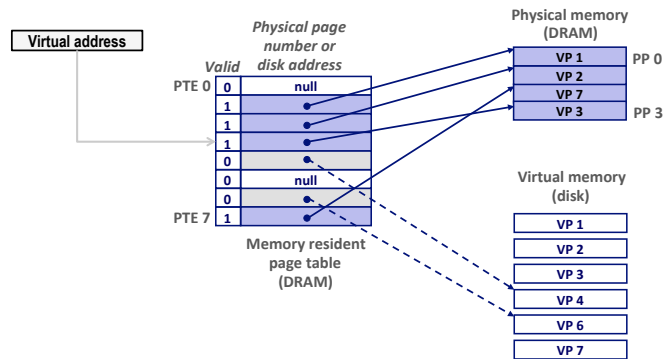 Virtual address
Physical page
number or
disk address
Valid
PTE 0
0
null
1
1
1
0
0
null
0
PTE 7
1
Memory resident
page table
(DRAM)
Physical memory
(DRAM)
VP 1
PP 0
VP 2
VP 7
VP 3
PP 3
Virtual memory
(disk)
VP 1
VP 2
VP 3
VP 4
VP 6
VP 7